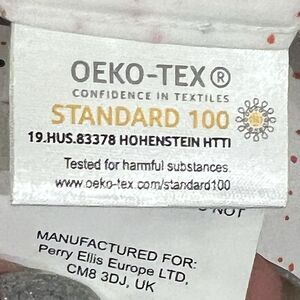 OEKO-TEX®
CONFIDENCE IN TEXTILES
STANDARD 100
19.HUS.83378 HOHENSTEIN HTTI
Tested for harmful substances.
www.oeko-tex.com/standard100
NOT
MANUFACTURED FOR:
Perry Ellis Europe LTD,
CM8 3DJ, UK